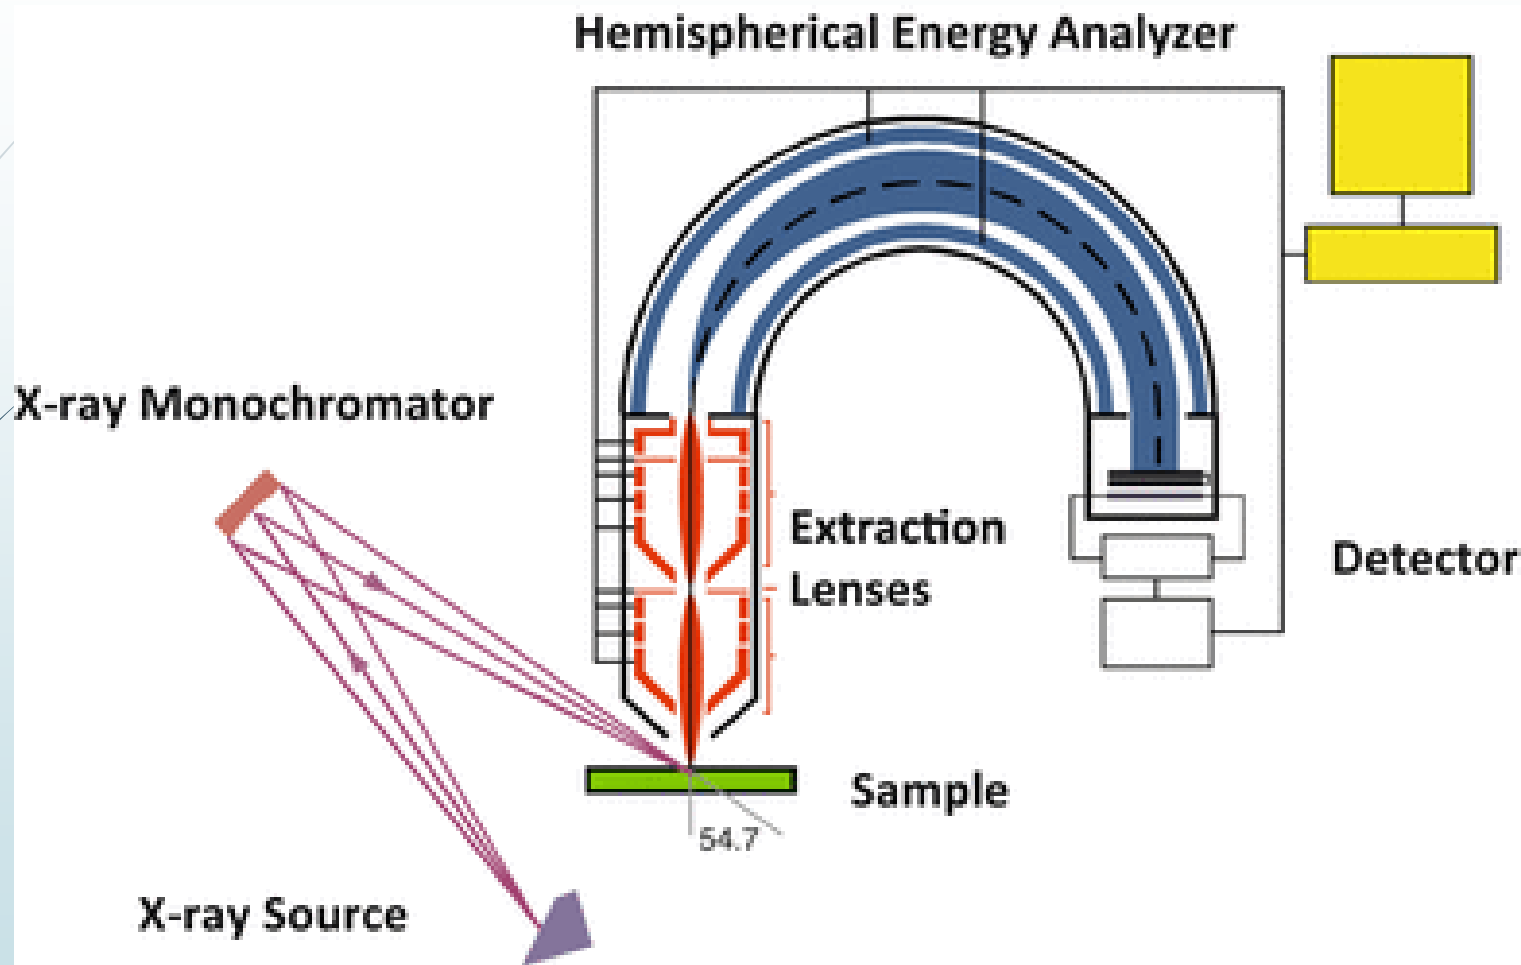 Hemispherical Energy Analyzer
X-ray Monochromator
Extraction
Lenses
Detector
Sample
54.7
X-ray Source